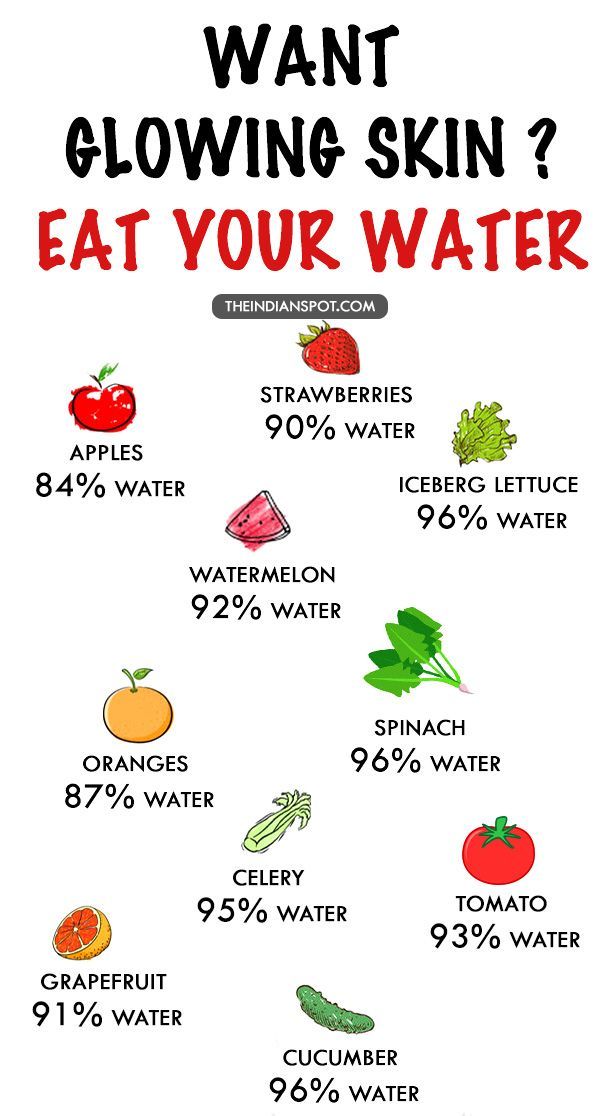 WANT
GLOWING SKIN ?
EAT YOUR WATER
THEINDIANSPOT.COM
STRAWBERRIES
90% WATER
APPLES
84% WATER
ICEBERG LETTUCE
96% WATER
WATERMELON
92% WATER
SPINACH
96% WATER
ORANGES
87% WATER
CELERY
95% WATER
TOMATO
93% WATER
GRAPEFRUIT
91% WATER
CUCUMBER
96% WATER